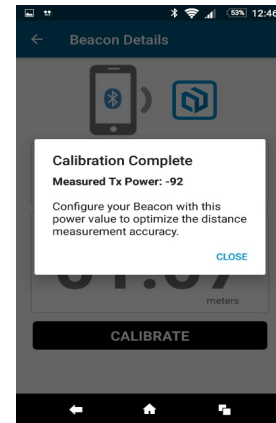 53% 12:46
Beacon Details
Calibration Complete
Measured Tx Power: -92
Configure your Beacon with this
power value to optimize the distance
measurement accuracy.
CLOSE
meters
CALIBRATE